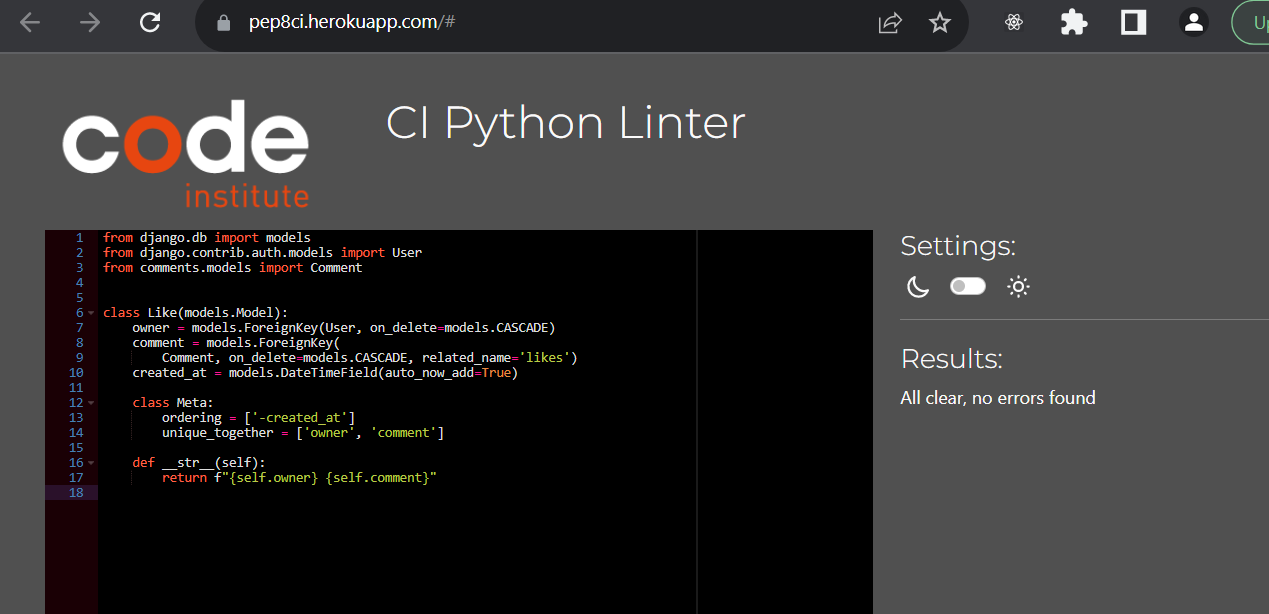 pep8ci.herokuapp.com/#
Up
code
institute
CI Python Linter
1 from django.db import models
2 from django.contrib.auth.models import User
3 from comments.models import Comment
4
5
6 class Like(models.Model):
7     owner = models.ForeignKey(User, on_delete=models.CASCADE)
8     comment = models.ForeignKey(
9         Comment, on_delete=models.CASCADE, related_name='likes')
10     created_at = models.DateTimeField(auto_now_add=True)
11
12     class Meta:
13         ordering = ['-created_at']
14         unique_together = ['owner', 'comment']
15
16     def __str__(self):
17         return f"{self.owner} {self.comment}"
18
Settings:
Results:
All clear, no errors found